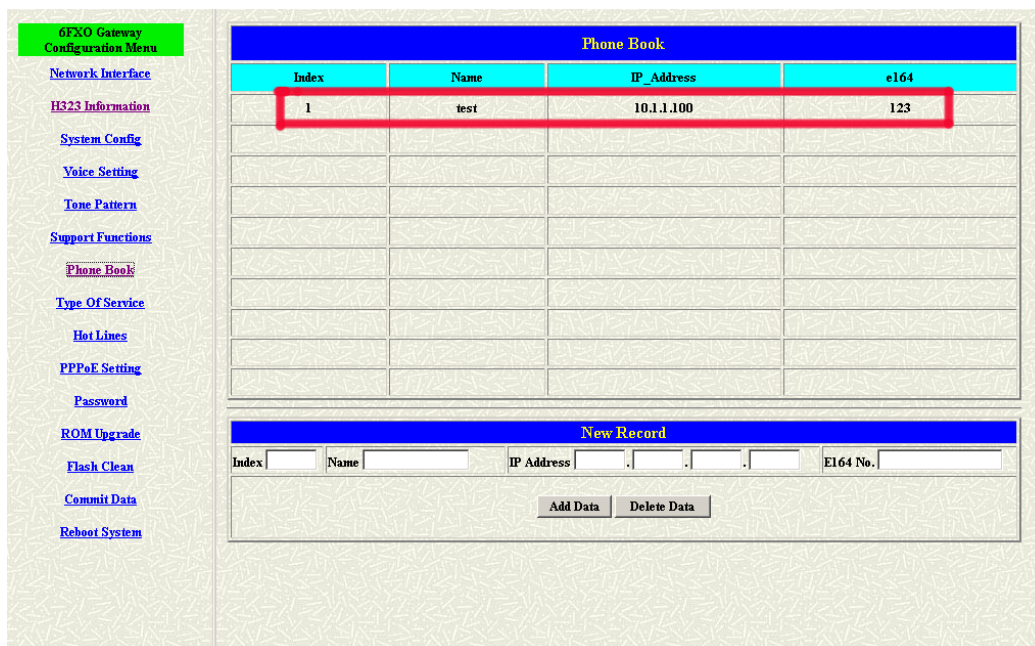 6FXO Gateway
Configuration Menu
Network Interface
H323 Information
System Config
Voice Setting
Tone Pattern
Support Functions
Phone Book
Type Of Service
Hot Lines
PPPoE Setting
Password
ROM Upgrade
Flash Clean
Commit Data
Reboot System
Phone Book
Index Name IP_Address e164
1 test 10.1.1.100 123
New Record
Index Name IP Address . . . E164 No.
Add Data Delete Data